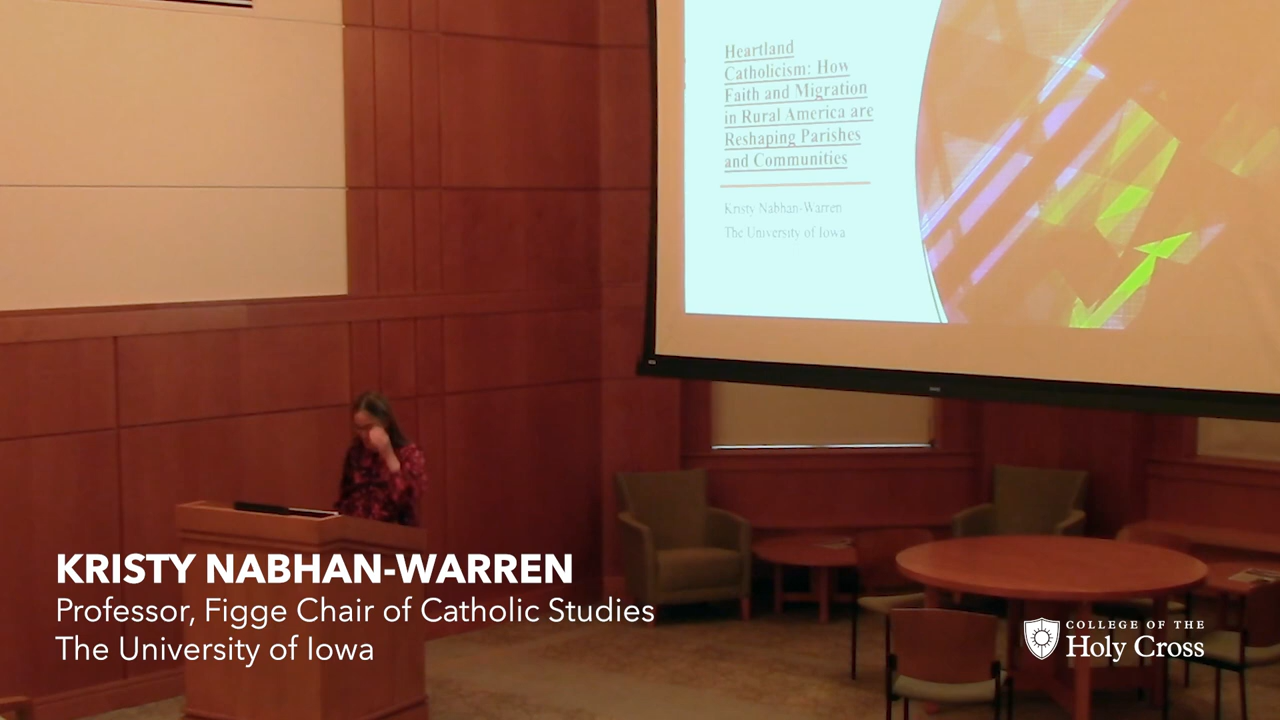 Heartland
Catholicism: How
Faith and Migration
in Rural America are
Reshaping Parishes
and Communities
Kristy Nabhan-Warren
The University of Iowa
KRISTY NABHAN-WARREN
Professor, Figge Chair of Catholic Studies
The University of Iowa
COLLEGE OF THE
Holy Cross